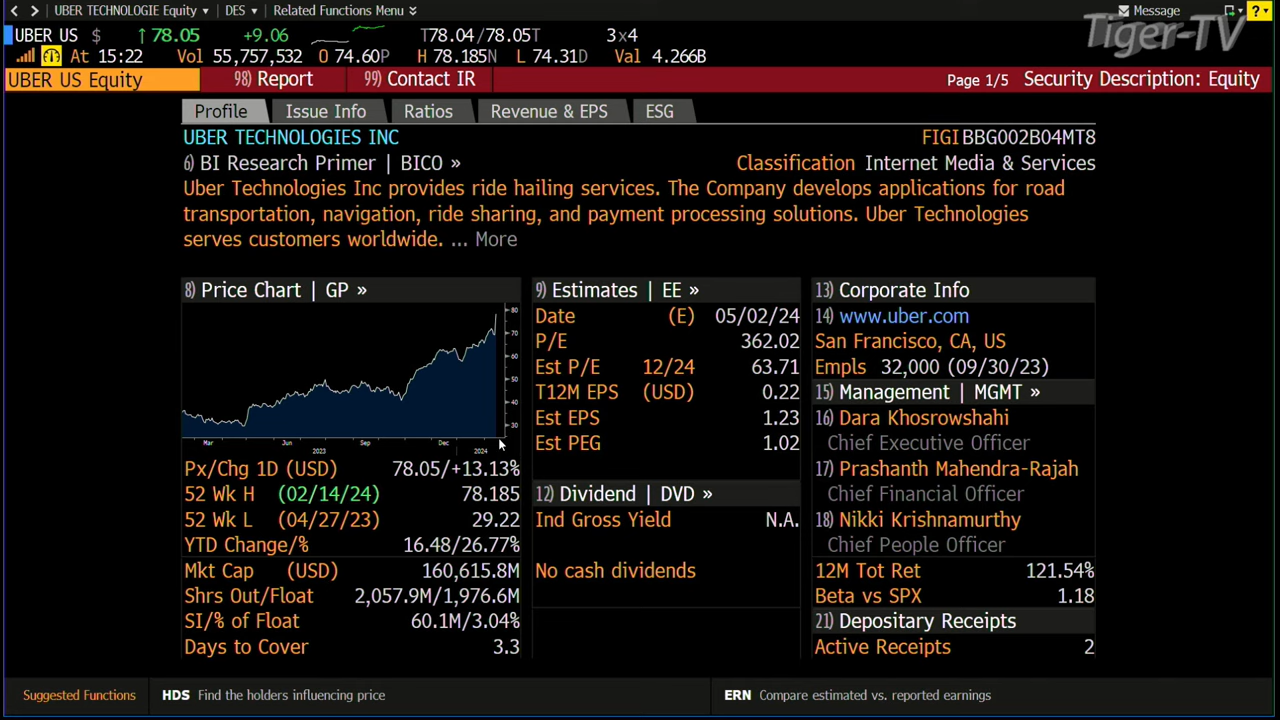 UBER TECHNOLOGIE Equity DES Related Functions Menu Message ?
Tiger-TV
UBER US $ ↑ 78.05 +9.06 T78.04/78.05T 3x4
At 15:22 Vol 55,757,532 O 74.60P H 78.185N L 74.31D Val 4.266B
UBER US Equity 98) Report 99) Contact IR Page 1/5 Security Description: Equity
Profile Issue Info Ratios Revenue & EPS ESG
UBER TECHNOLOGIES INC FIGI BBG002B04MT8
6) BI Research Primer | BICO » Classification Internet Media & Services
Uber Technologies Inc provides ride hailing services. The Company develops applications for road
transportation, navigation, ride sharing, and payment processing solutions. Uber Technologies
serves customers worldwide. ... More
8) Price Chart | GP »
80
70
60
50
40
30
Mar Jun Sep Dec
2023 2024
Px/Chg 1D (USD) 78.05/+13.13%
52 Wk H (02/14/24) 78.185
52 Wk L (04/27/23) 29.22
YTD Change/% 16.48/26.77%
Mkt Cap (USD) 160,615.8M
Shrs Out/Float 2,057.9M/1,976.6M
SI/% of Float 60.1M/3.04%
Days to Cover 3.3
9) Estimates | EE »
Date (E) 05/02/24
P/E 362.02
Est P/E 12/24 63.71
T12M EPS (USD) 0.22
Est EPS 1.23
Est PEG 1.02
12) Dividend | DVD »
Ind Gross Yield N.A.
No cash dividends
13) Corporate Info
14) www.uber.com
San Francisco, CA, US
Empls 32,000 (09/30/23)
15) Management | MGMT »
16) Dara Khosrowshahi
Chief Executive Officer
17) Prashanth Mahendra-Rajah
Chief Financial Officer
18) Nikki Krishnamurthy
Chief People Officer
12M Tot Ret 121.54%
Beta vs SPX 1.18
21) Depositary Receipts
Active Receipts 2
Suggested Functions HDS Find the holders influencing price ERN Compare estimated vs. reported earnings